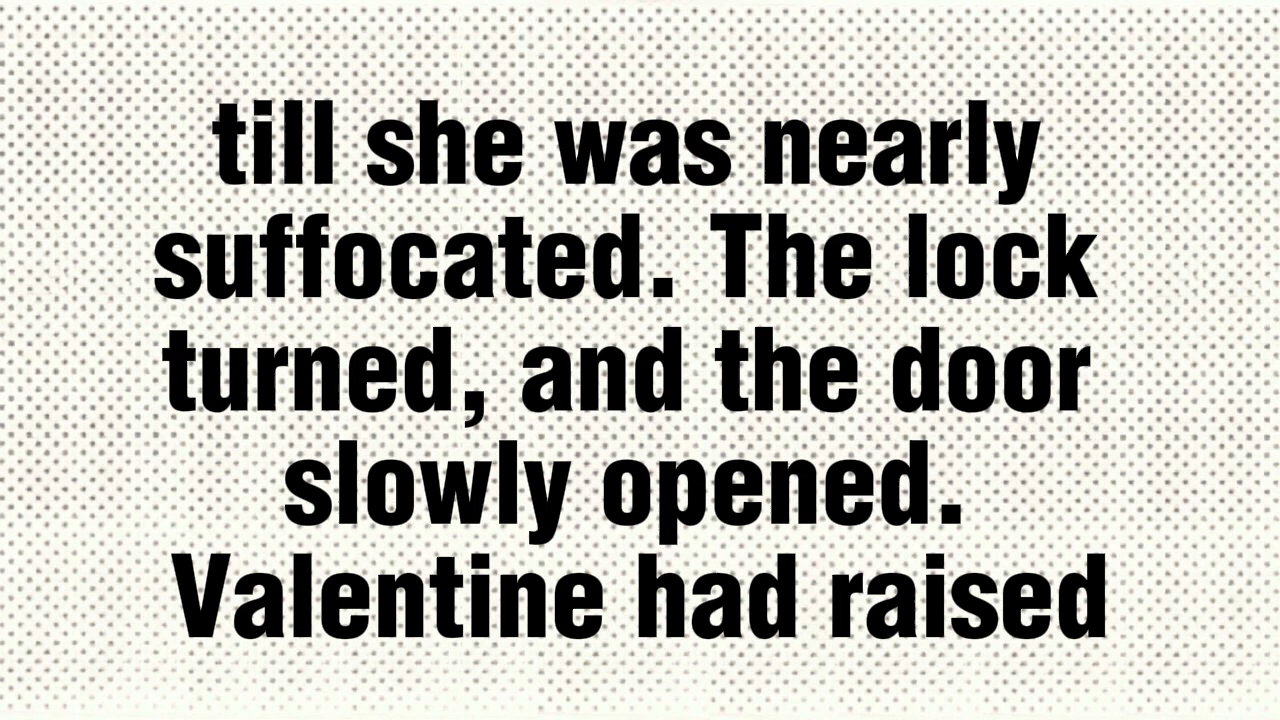 till she was nearly
suffocated. The lock
turned, and the door
slowly opened.
Valentine had raised